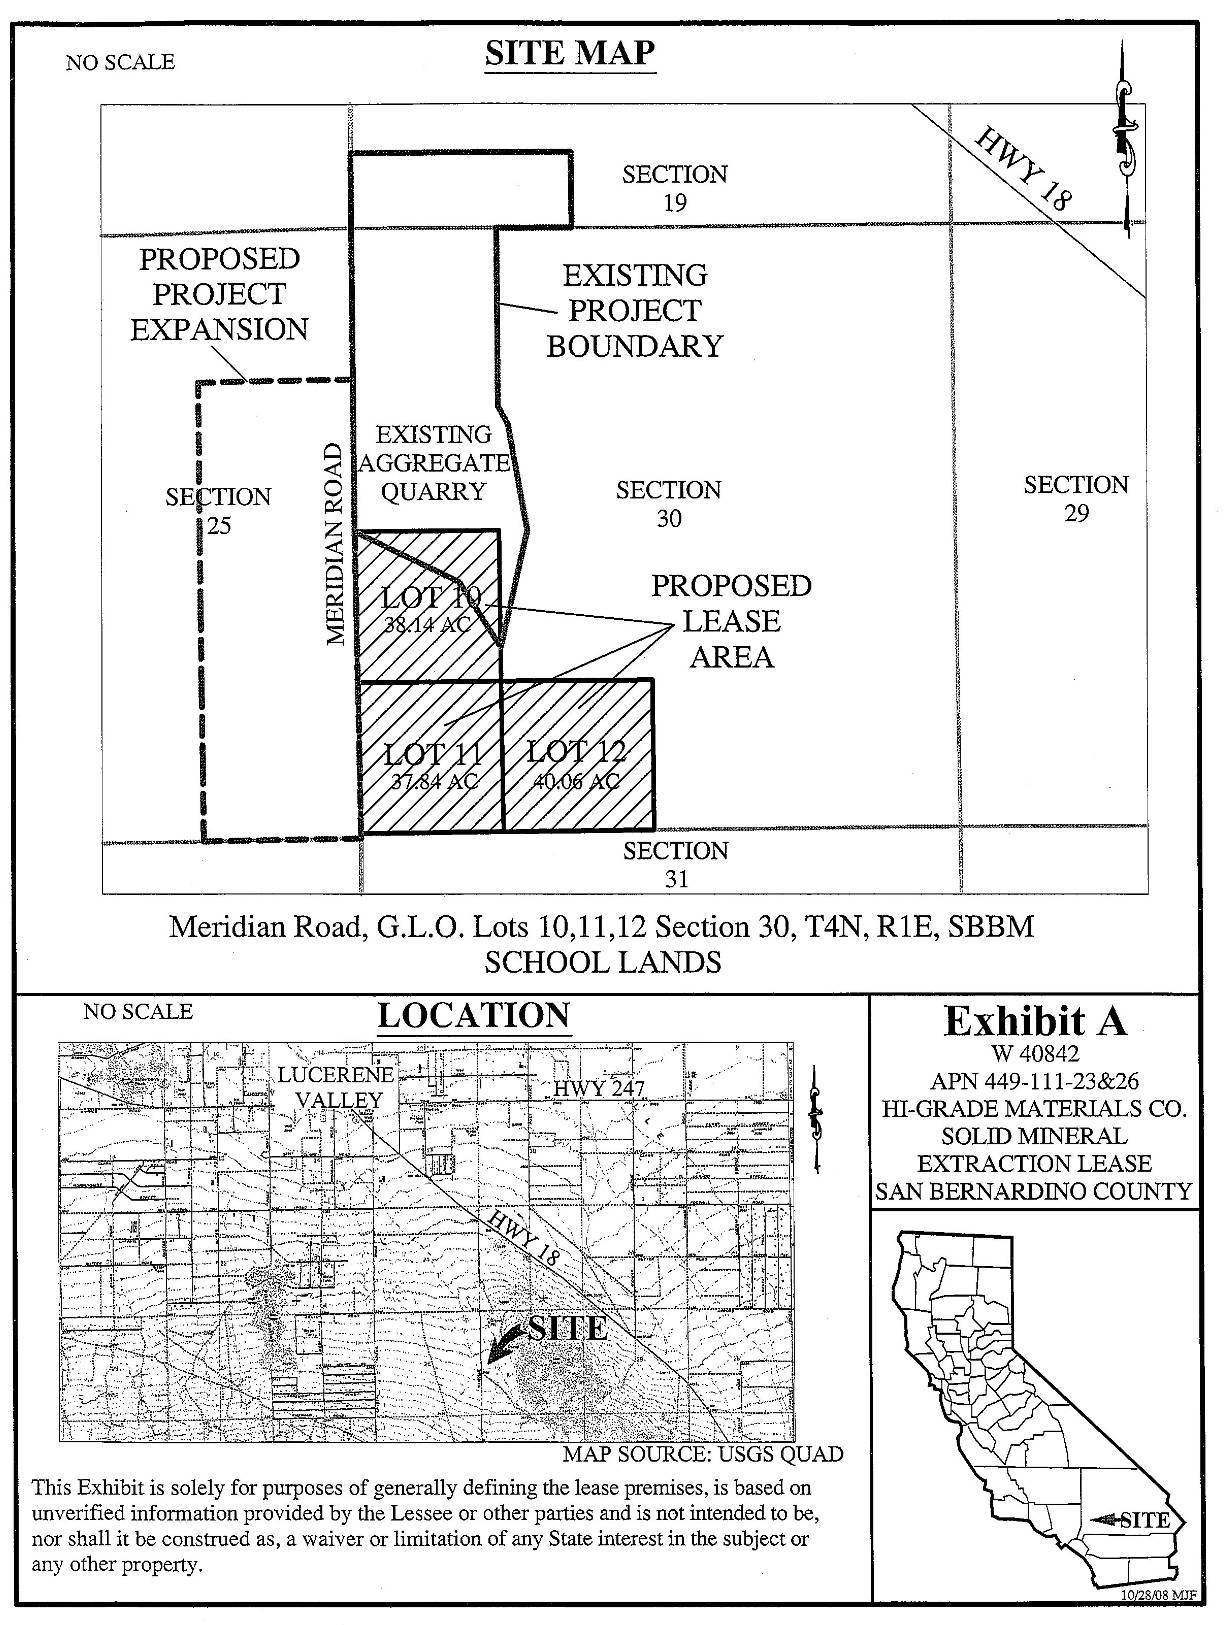 NO SCALE
SITE MAP
HWY 18
SECTION
19
PROPOSED
PROJECT
EXPANSION
EXISTING
PROJECT
BOUNDARY
EXISTING
AGGREGATE
QUARRY
MERIDIAN ROAD
SECTION
25
SECTION
30
SECTION
29
PROPOSED
LEASE
AREA
LOT 10
38.14 AC
LOT 11
37.84 AC
LOT 12
40.06 AC
SECTION
31
Meridian Road, G.L.O. Lots 10,11,12 Section 30, T4N, R1E, SBBM
SCHOOL LANDS
NO SCALE
LOCATION
LUCERENE
VALLEY
HWY 247
HWY 18
SITE
MAP SOURCE: USGS QUAD
This Exhibit is solely for purposes of generally defining the lease premises, is based on
unverified information provided by the Lessee or other parties and is not intended to be,
nor shall it be construed as, a waiver or limitation of any State interest in the subject or
any other property.
Exhibit A
W 40842
APN 449-111-23&26
HI-GRADE MATERIALS CO.
SOLID MINERAL
EXTRACTION LEASE
SAN BERNARDINO COUNTY
SITE
10/28/08 MJF